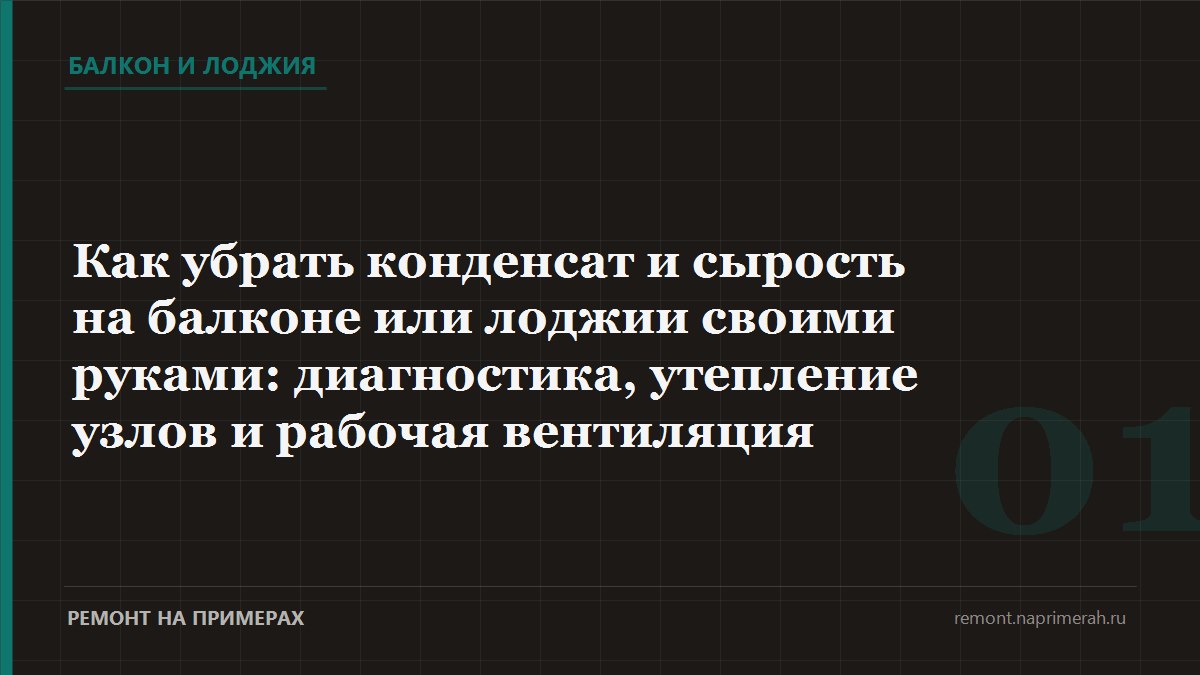 БАЛКОН И ЛОДЖИЯ
Как убрать конденсат и сырость
на балконе или лоджии своими
руками: диагностика, утепление
узлов и рабочая вентиляция
01
РЕМОНТ НА ПРИМЕРАХ
remont.naprimerah.ru